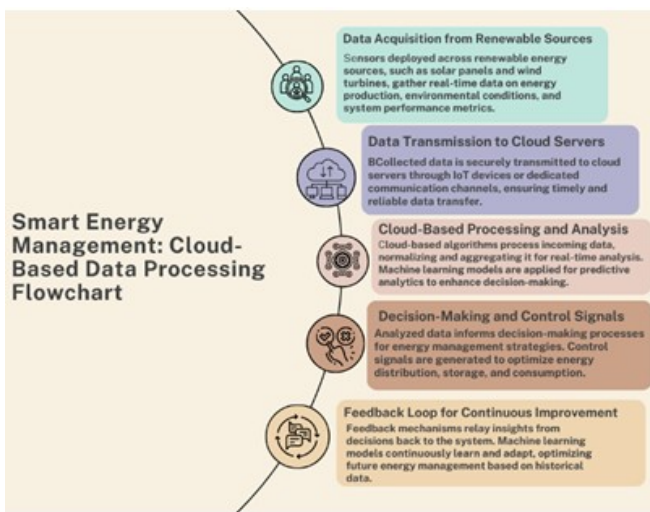 Smart Energy
Management: Cloud-
Based Data Processing
Flowchart
Data Acquisition from Renewable Sources
Sensors deployed across renewable energy
sources, such as solar panels and wind
turbines, gather real-time data on energy
production, environmental conditions, and
system performance metrics.
Data Transmission to Cloud Servers
BCollected data is securely transmitted to cloud
servers through IoT devices or dedicated
communication channels, ensuring timely and
reliable data transfer.
Cloud-Based Processing and Analysis
Cloud-based algorithms process incoming data,
normalizing and aggregating it for real-time analysis.
Machine learning models are applied for predictive
analytics to enhance decision-making.
Decision-Making and Control Signals
Analyzed data informs decision-making processes
for energy management strategies. Control
signals are generated to optimize energy
distribution, storage, and consumption.
Feedback Loop for Continuous Improvement
Feedback mechanisms relay insights from
decisions back to the system. Machine learning
models continuously learn and adapt, optimizing
future energy management based on historical
data.